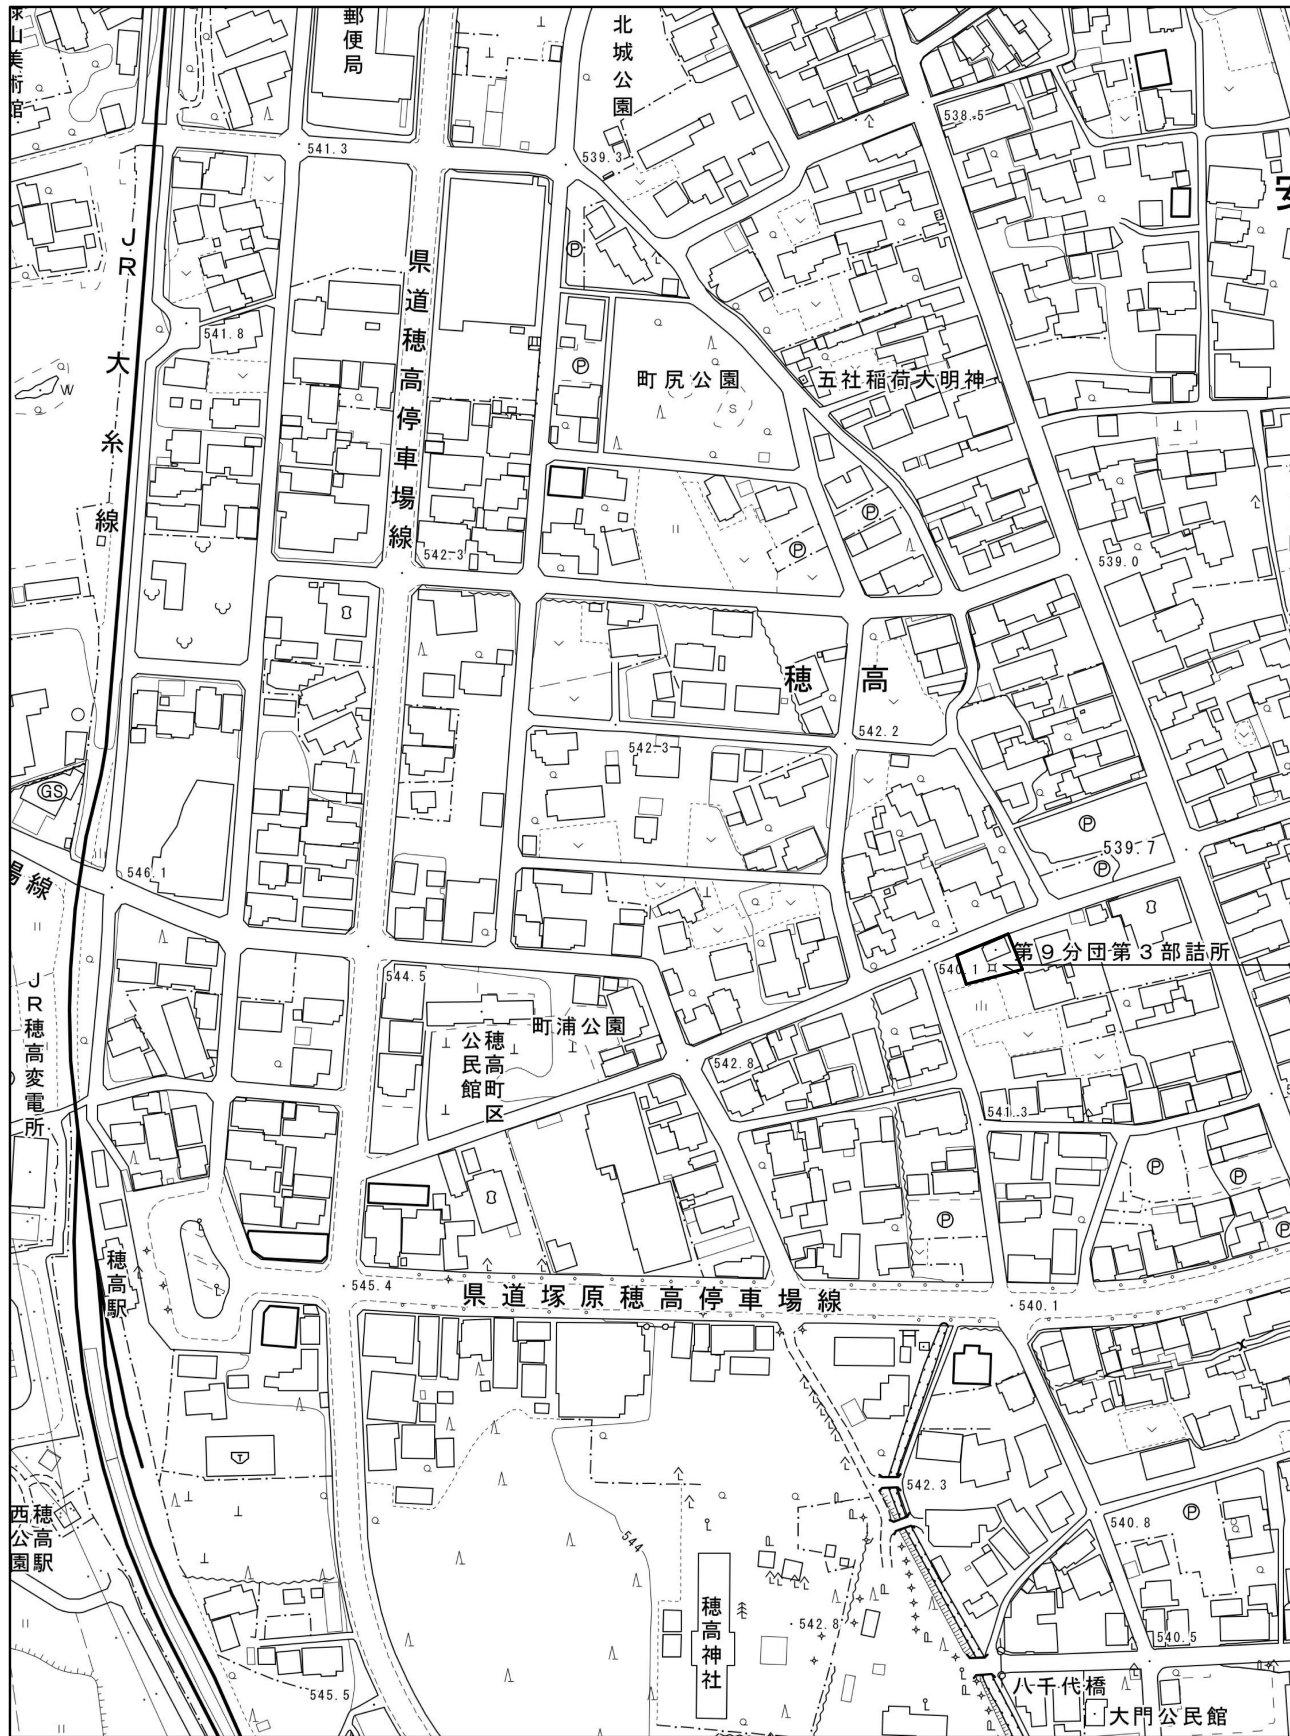 郵便局
北城公園
538.5
541.3
539.3
安
JR大糸線
県道穂高停車場線
541.8
W
P
P
町尻公園
S
五社稲荷大明神
P
P
542.3
539.0
穂高
542.2
542.3
GS
P
539.7
P
546.1
場線
第9分団第3部詰所
540.1
544.5
JR穂高変電所
町浦公園
穂高町区
公民館
542.8
541.3
P
P
P
P
穂高駅
545.4
県道塚原穂高停車場線
540.1
T
542.3
穂高駅
西公園
540.8
P
544
穂高神社
542.8
540.5
545.5
八千代橋
大門公民館